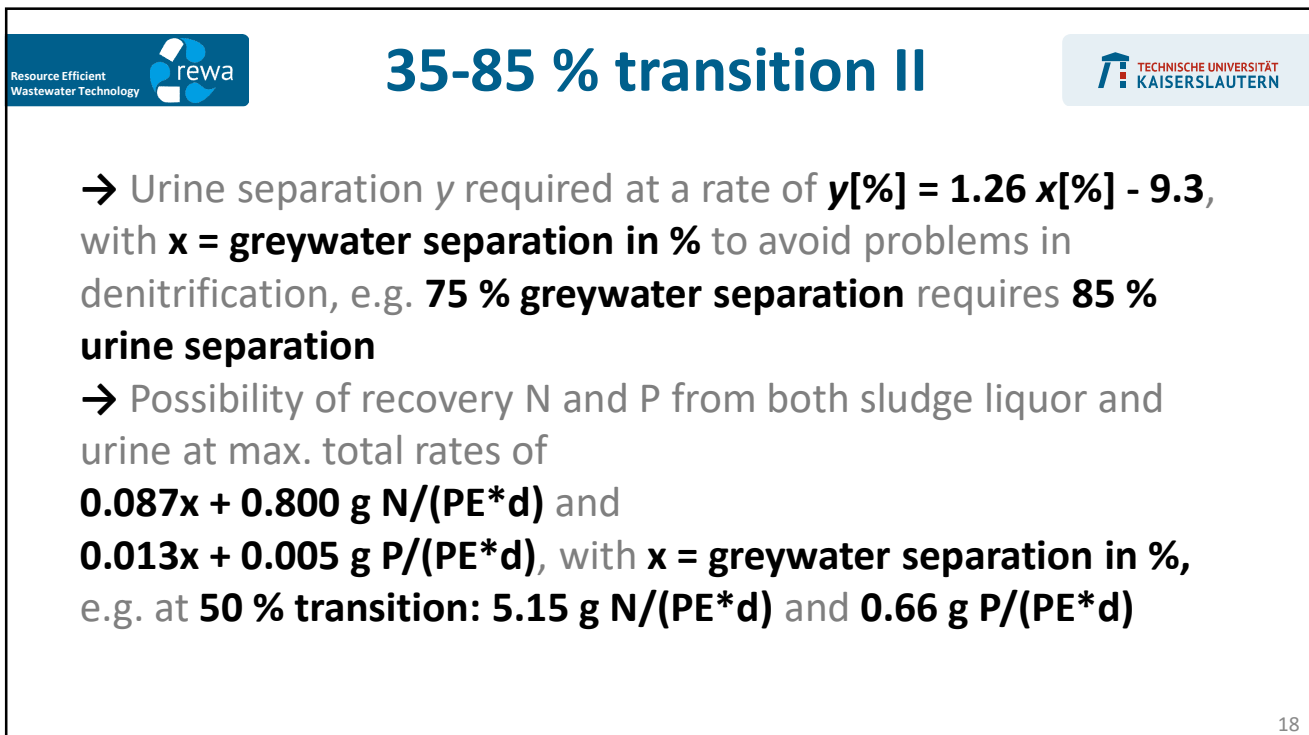 Resource Efficient
Wastewater Technology
rewa
35-85 % transition II
TECHNISCHE UNIVERSITÄT
KAISERSLAUTERN
→ Urine separation y required at a rate of y[%] = 1.26 x[%] - 9.3,
with x = greywater separation in % to avoid problems in
denitrification, e.g. 75 % greywater separation requires 85 %
urine separation
→ Possibility of recovery N and P from both sludge liquor and
urine at max. total rates of
0.087x + 0.800 g N/(PE*d) and
0.013x + 0.005 g P/(PE*d), with x = greywater separation in %,
e.g. at 50 % transition: 5.15 g N/(PE*d) and 0.66 g P/(PE*d)
18